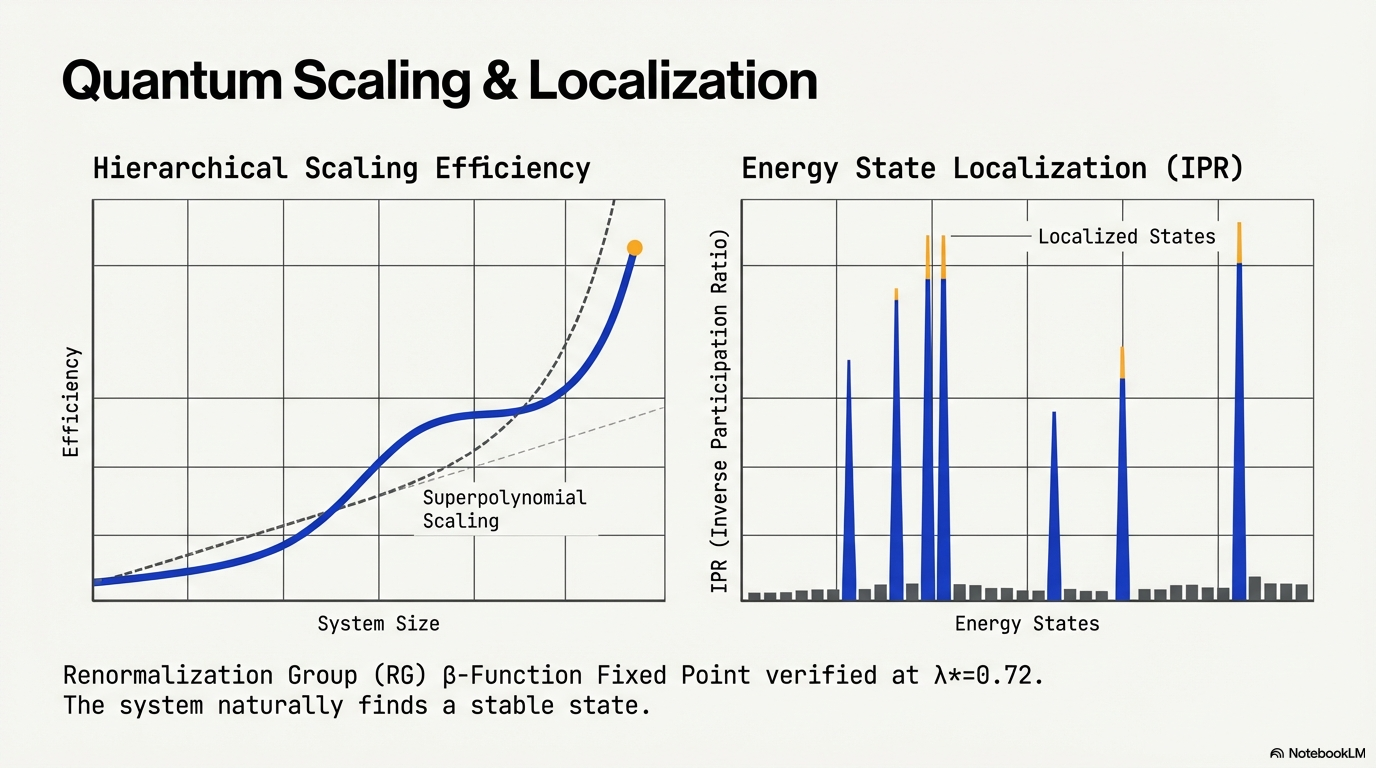 Quantum Scaling & Localization
Hierarchical Scaling Efficiency
Efficiency
Superpolynomial
Scaling
System Size
Energy State Localization (IPR)
IPR (Inverse Participation Ratio)
Localized States
Energy States
Renormalization Group (RG) β-Function Fixed Point verified at λ*=0.72.
The system naturally finds a stable state.
NotebookLM